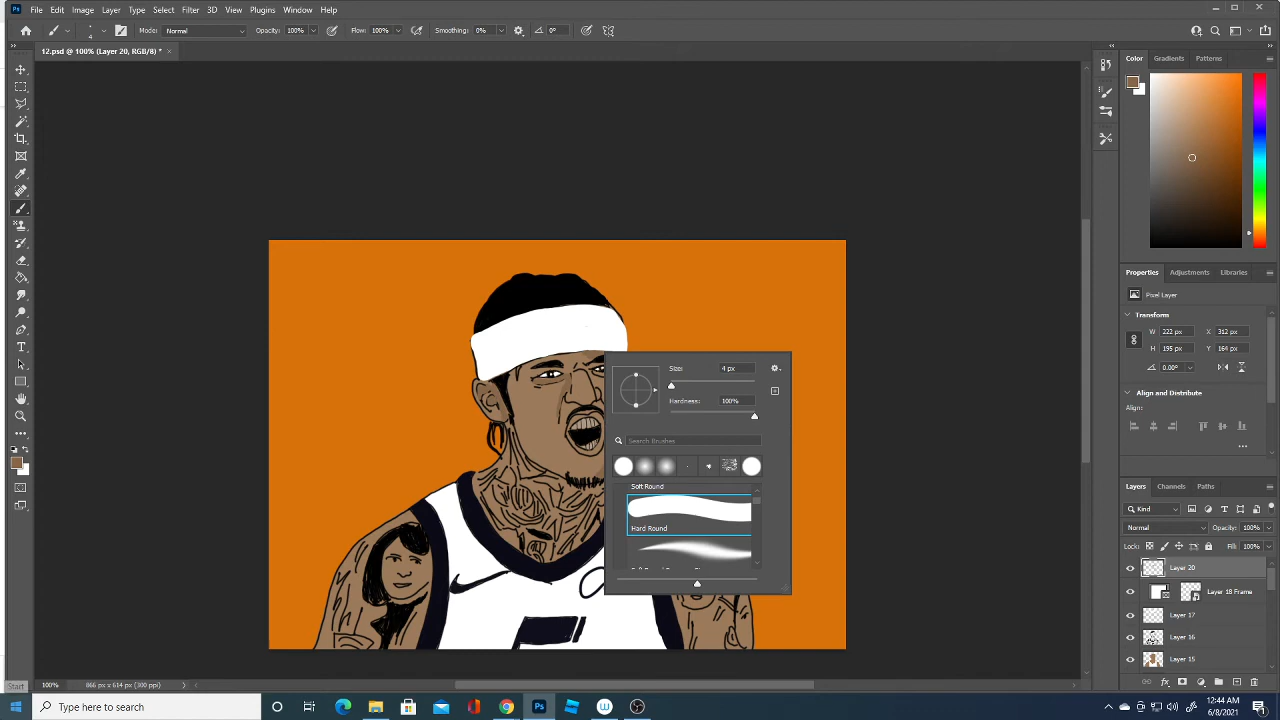 Ps File Edit Image Layer Type Select Filter 3D View Plugins Window Help
4 Mode: Normal Opacity: 100% Flow: 100% Smoothing: 0% 0°
12.psd @ 100% (Layer 20, RGB/8) * ×
Color Gradients Patterns
Properties Adjustments Libraries
Pixel Layer
Transform
W 222 px X 312 px
H 195 px Y 164 px
0.00°
Align and Distribute
Align:
Size: 4 px
Hardness: 100%
Search Brushes
Soft Round
Hard Round
Layers Channels Paths
Kind
Normal Opacity: 100%
Lock: Fill: 100%
Layer 20
Layer 18 Frame
Layer 17
Layer 16
Layer 15
Start 100% 866 px x 614 px (300 ppi)
Type here to search
12:44 AM
6/8/2021